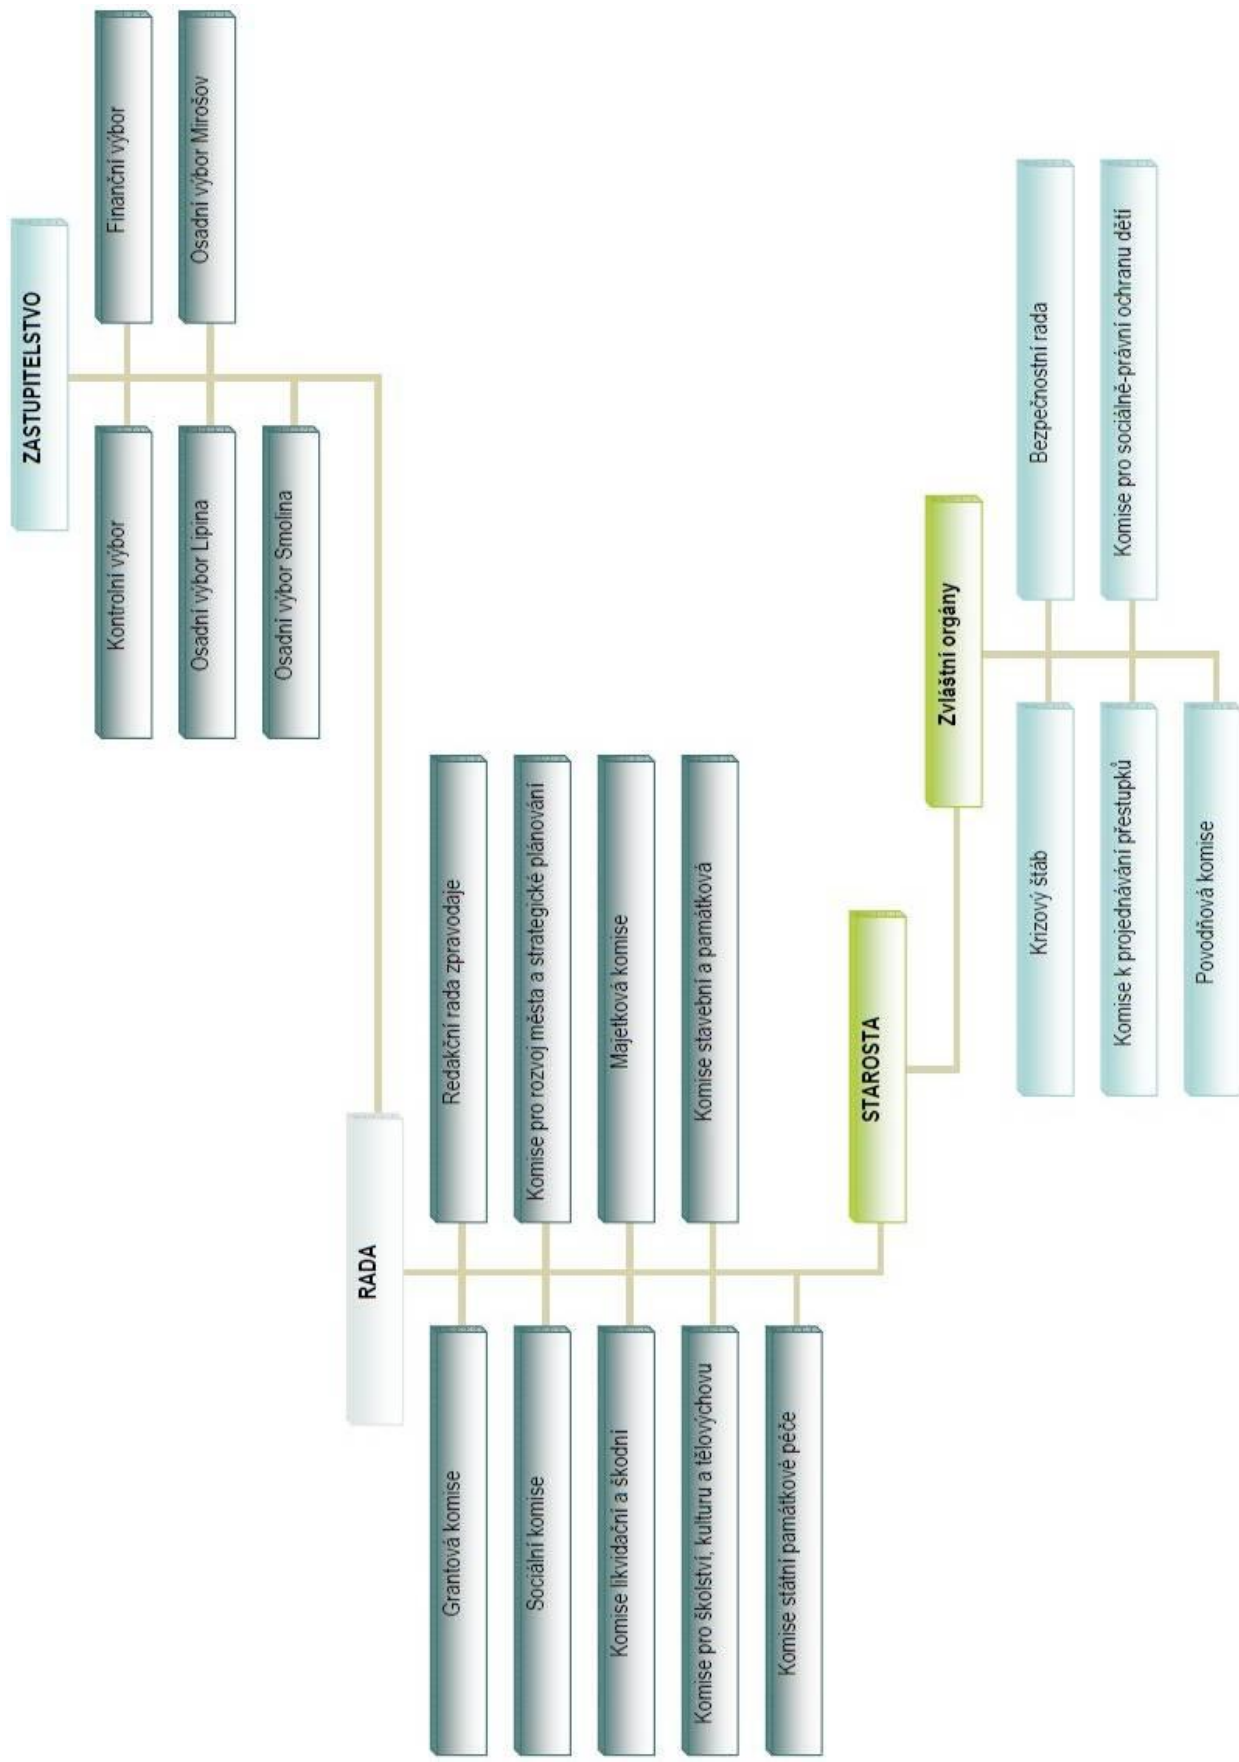 ZASTUPITELSTVO
Kontrolní výbor
Finanční výbor
Osadní výbor Lipina
Osadní výbor Mirošov
Osadní výbor Smolina
RADA
Grantová komise
Redakční rada zpravodaje
Sociální komise
Komise pro rozvoj města a strategické plánování
Komise likvidační a škodní
Majetková komise
Komise pro školství, kulturu a tělovýchovu
Komise stavební a památková
Komise státní památkové péče
STAROSTA
Zvláštní orgány
Krizový štáb
Bezpečnostní rada
Komise k projednávání přestupků
Komise pro sociálně-právní ochranu dětí
Povodňová komise